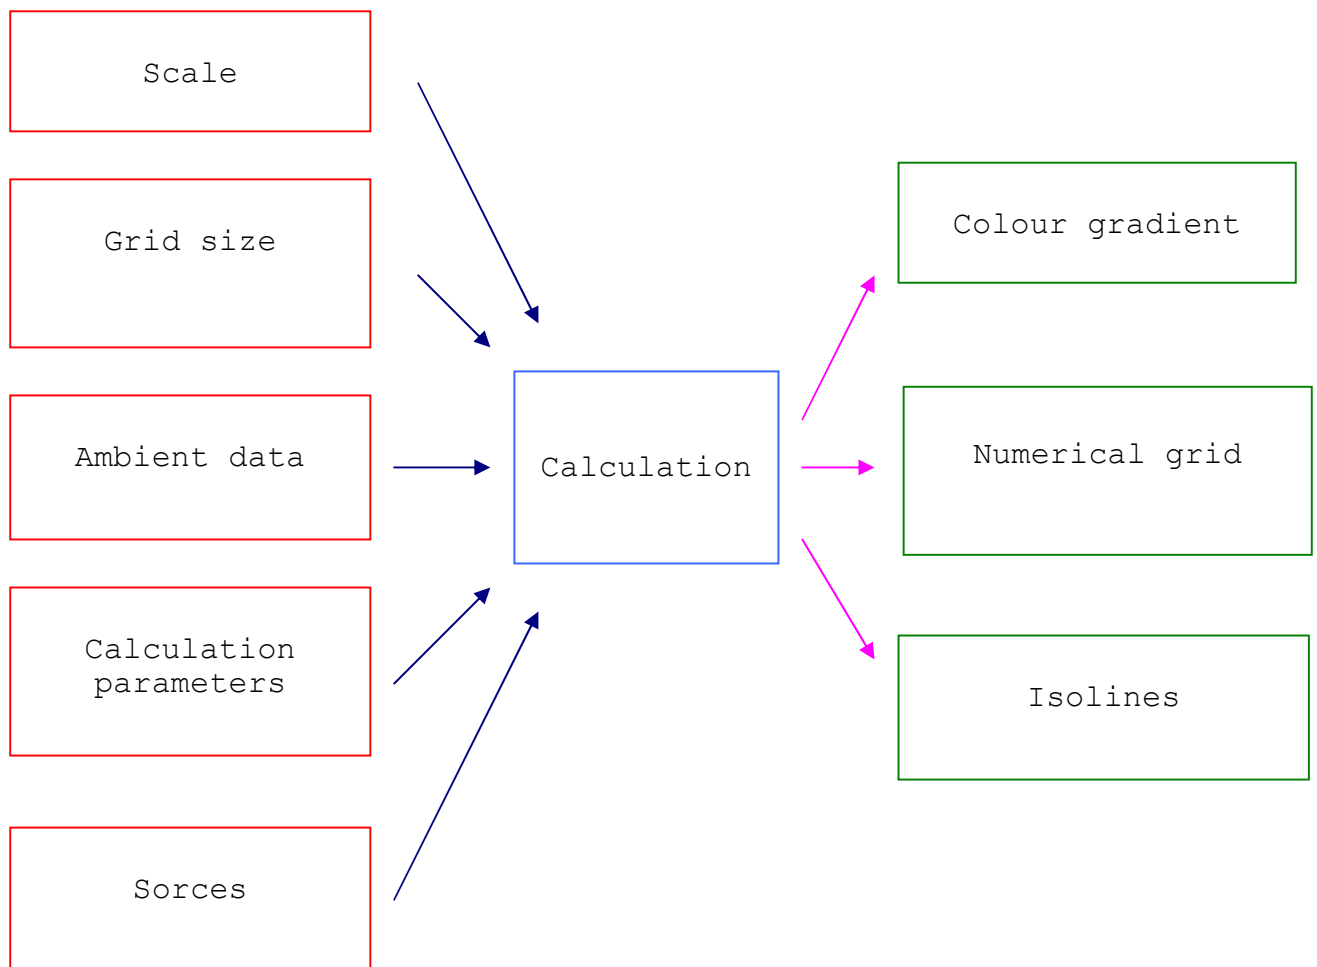 Scale
Grid size
Ambient data
Calculation
parameters
Sorces
Calculation
Colour gradient
Numerical grid
Isolines